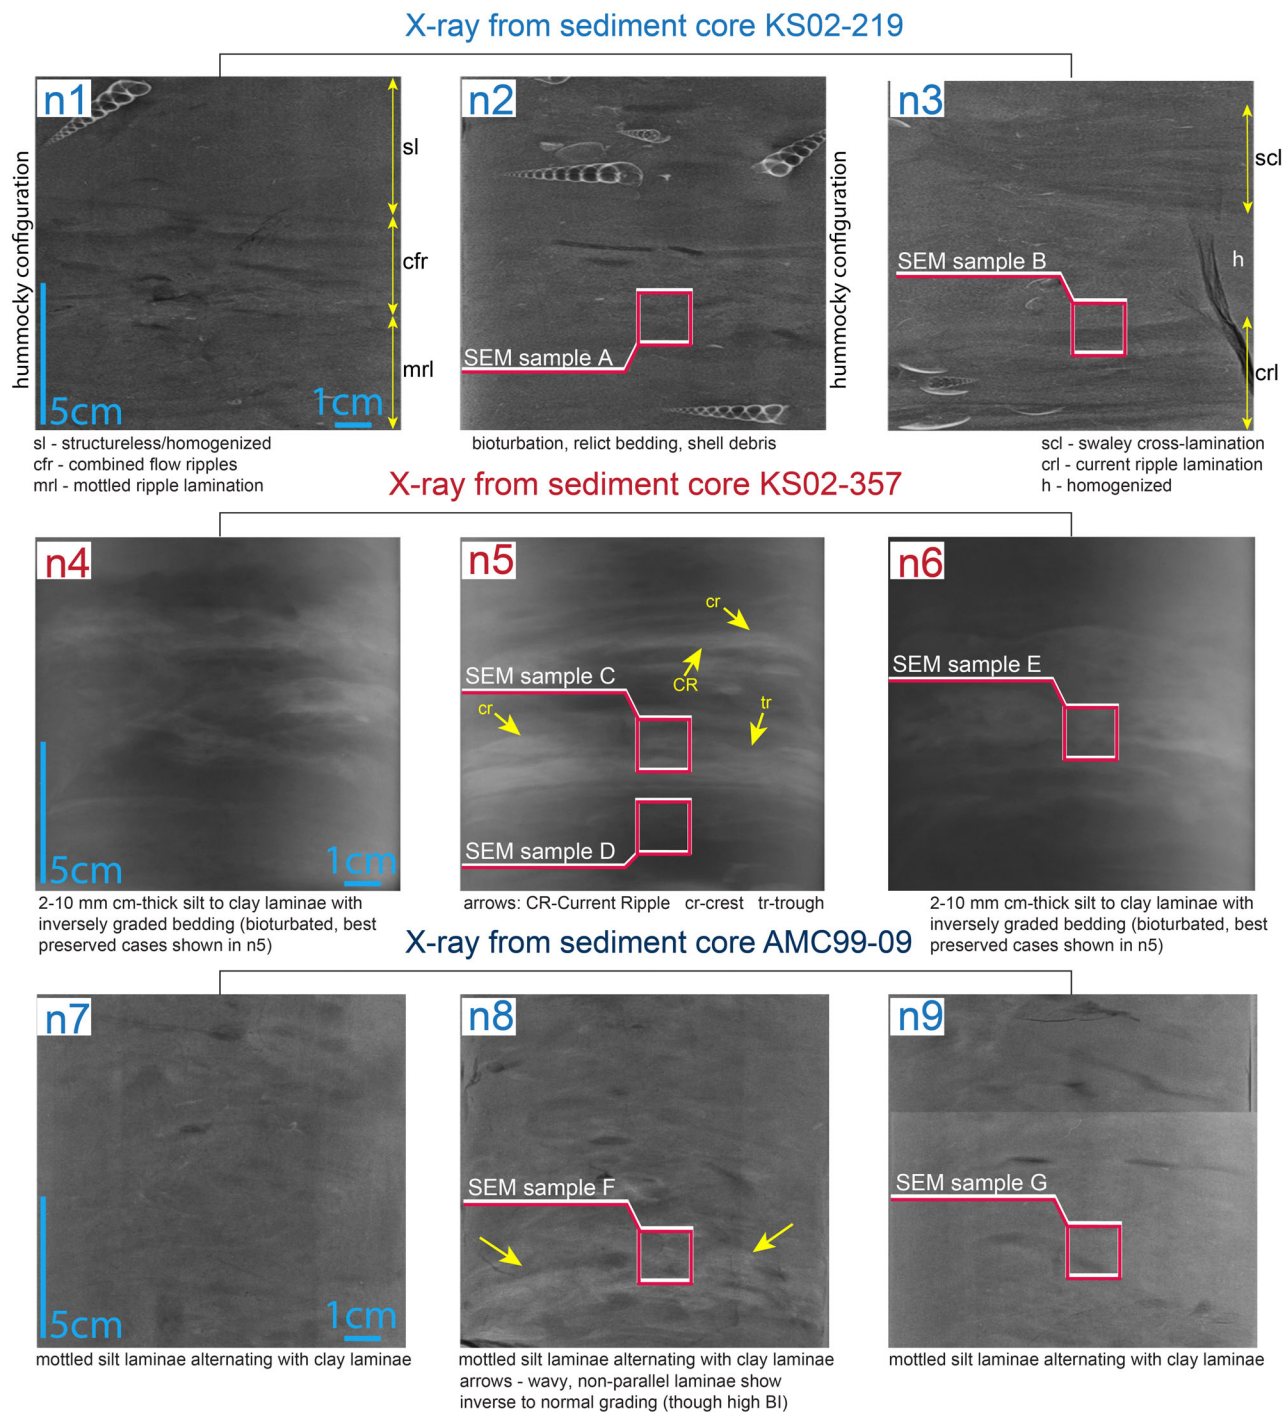 X-ray from sediment core KS02-219
n1
n2
n3
hummocky configuration
sl
cfr
mrl
5cm
1cm
SEM sample A
hummocky configuration
SEM sample B
scl
h
crl
sl - structureless/homogenized
cfr - combined flow ripples
mrl - mottled ripple lamination
bioturbation, relict bedding, shell debris
scl - swaley cross-lamination
crl - current ripple lamination
h - homogenized
X-ray from sediment core KS02-357
n4
n5
n6
5cm
1cm
cr
CR
SEM sample C
cr
tr
SEM sample D
SEM sample E
2-10 mm cm-thick silt to clay laminae with
inversely graded bedding (bioturbated, best
preserved cases shown in n5)
arrows: CR-Current Ripple cr-crest tr-trough
2-10 mm cm-thick silt to clay laminae with
inversely graded bedding (bioturbated, best
preserved cases shown in n5)
X-ray from sediment core AMC99-09
n7
n8
n9
5cm
1cm
SEM sample F
SEM sample G
mottled silt laminae alternating with clay laminae
mottled silt laminae alternating with clay laminae
arrows - wavy, non-parallel laminae show
inverse to normal grading (though high BI)
mottled silt laminae alternating with clay laminae